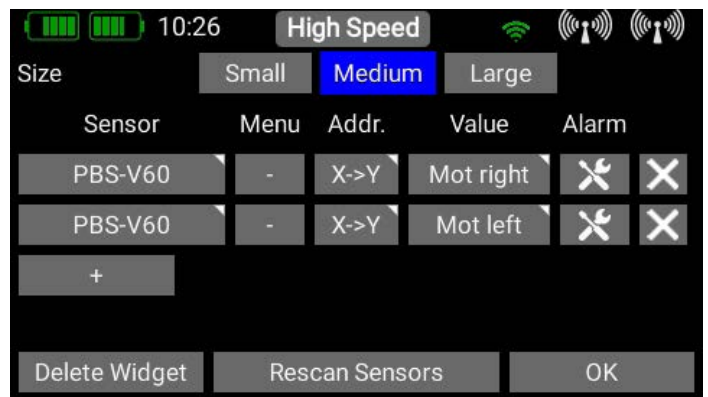 10:26 High Speed
Size Small Medium Large
Sensor Menu Addr. Value Alarm
PBS-V60 - X->Y Mot right
PBS-V60 - X->Y Mot left
+
Delete Widget Rescan Sensors OK